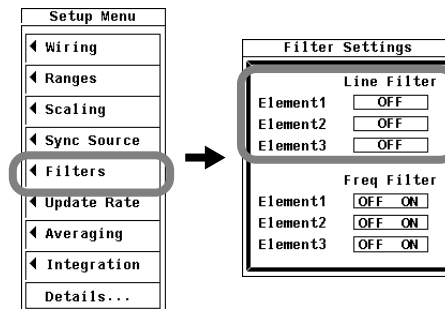 Setup Menu
Wiring
Ranges
Scaling
Sync Source
Filters
Update Rate
Averaging
Integration
Details...
Filter Settings
Line Filter
Element1 OFF
Element2 OFF
Element3 OFF
Freq Filter
Element1 OFF ON
Element2 OFF ON
Element3 OFF ON